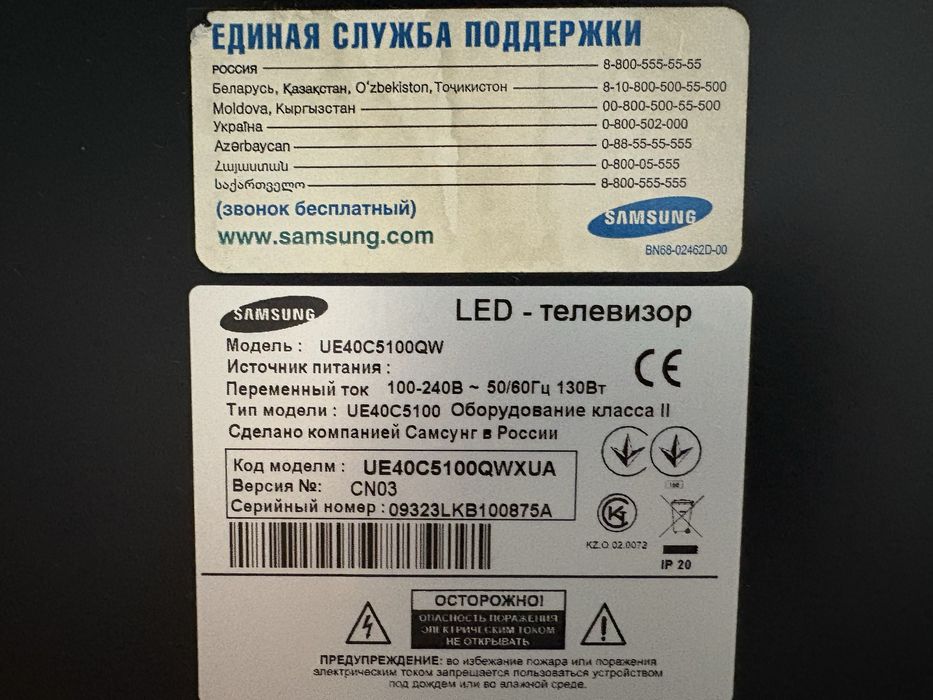 ЕДИНАЯ СЛУЖБА ПОДДЕРЖКИ
РОССИЯ 8-800-555-55-55
Беларусь, Қазақстан, O'zbekiston, Тоҷикистон 8-10-800-500-55-500
Moldova, Кыргызстан 00-800-500-55-500
Україна 0-800-502-000
Azərbaycan 0-88-55-55-555
Հայաստան 0-800-05-555
საქართველო 8-800-555-555
(звонок бесплатный)
www.samsung.com
SAMSUNG
BN68-02462D-00
SAMSUNG LED - телевизор
Модель : UE40C5100QW
Источник питания :
Переменный ток 100-240В ~ 50/60Гц 130Вт
Тип модели : UE40C5100 Оборудование класса II
Сделано компанией Самсунг в России
CE
Код моделм : UE40C5100QWXUA
Версия №: CN03
Серийный номер : 09323LKB100875A
KZ.O.02.0072
IP 20
ОСТОРОЖНО!
ОПАСНОСТЬ ПОРАЖЕНИЯ
ЭЛЕКТРИЧЕСКИМ ТОКОМ
НЕ ОТКРЫВАТЬ
ПРЕДУПРЕЖДЕНИЕ: во избежание пожара или поражения
электрическим током запрещается пользоваться устройством
под дождем или во влажной среде.